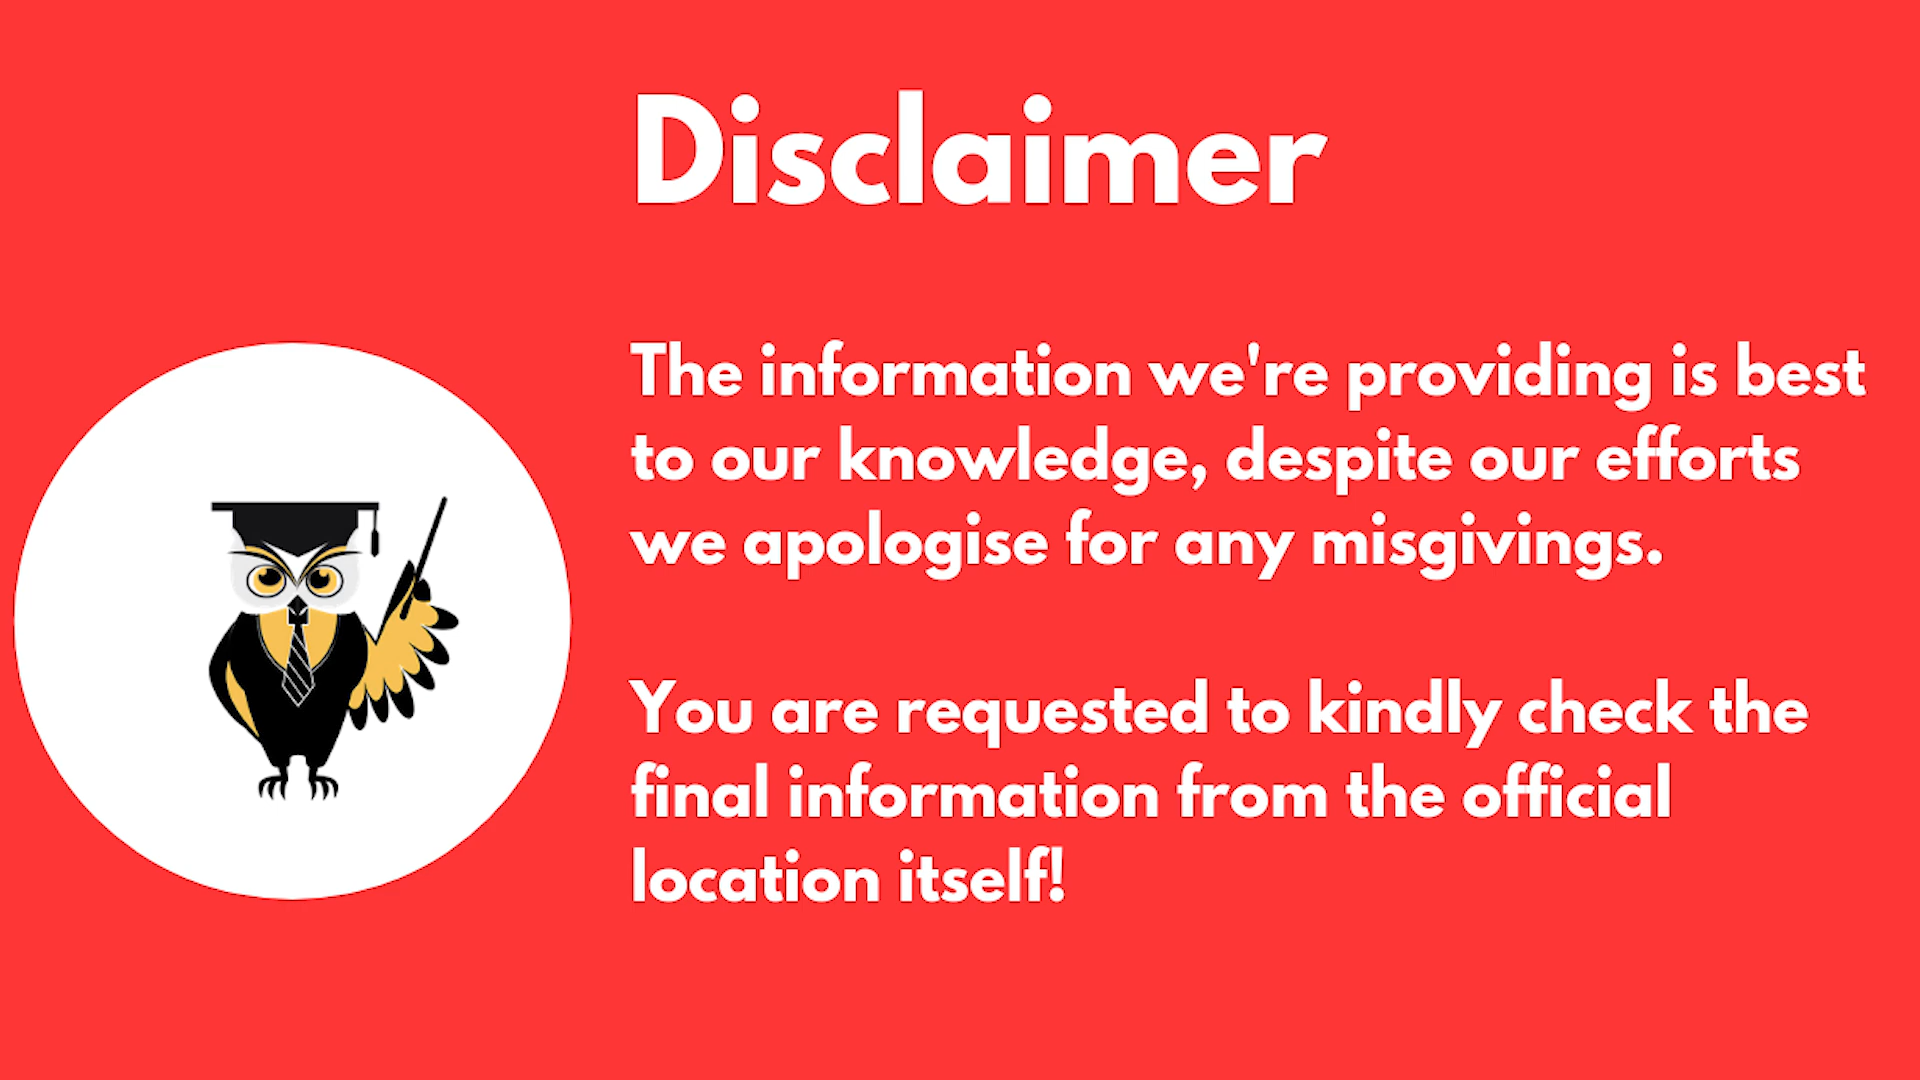 Disclaimer
The information we're providing is best
to our knowledge, despite our efforts
we apologise for any misgivings.
You are requested to kindly check the
final information from the official
location itself!